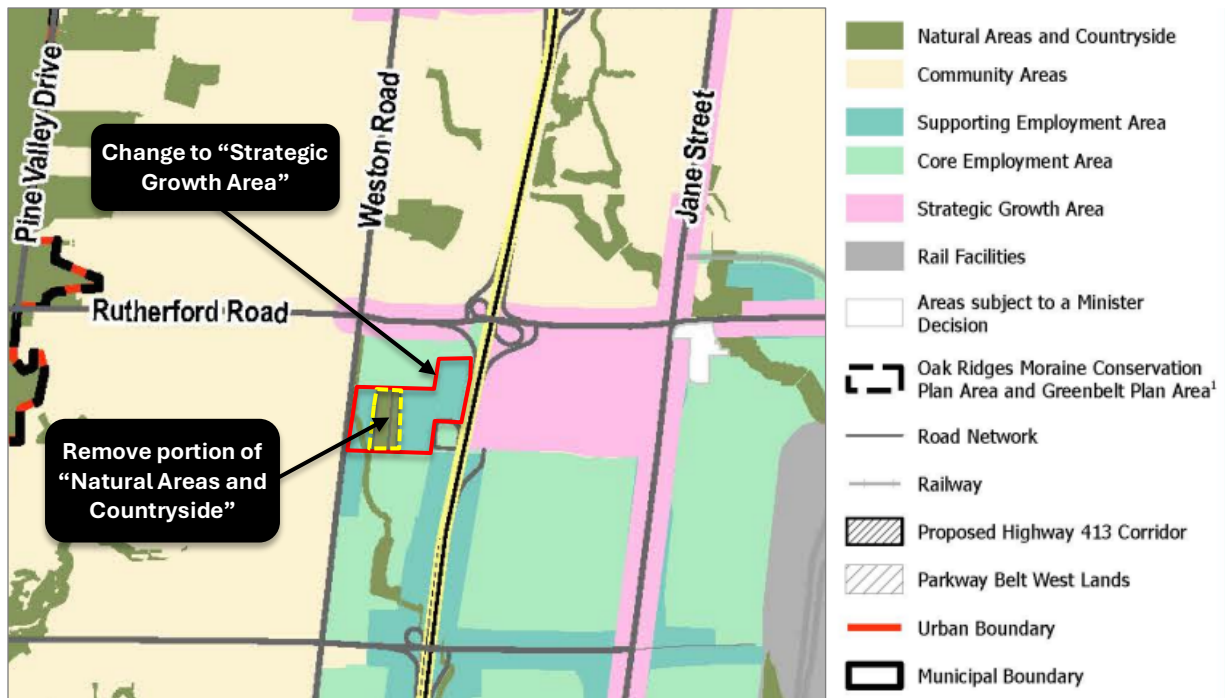 Pine Valley Drive
Weston Road
Jane Street
Rutherford Road
Change to “Strategic
Growth Area”
Remove portion of
“Natural Areas and
Countryside”
Natural Areas and Countryside
Community Areas
Supporting Employment Area
Core Employment Area
Strategic Growth Area
Rail Facilities
Areas subject to a Minister
Decision
Oak Ridges Moraine Conservation
Plan Area and Greenbelt Plan Area¹
Road Network
Railway
Proposed Highway 413 Corridor
Parkway Belt West Lands
Urban Boundary
Municipal Boundary